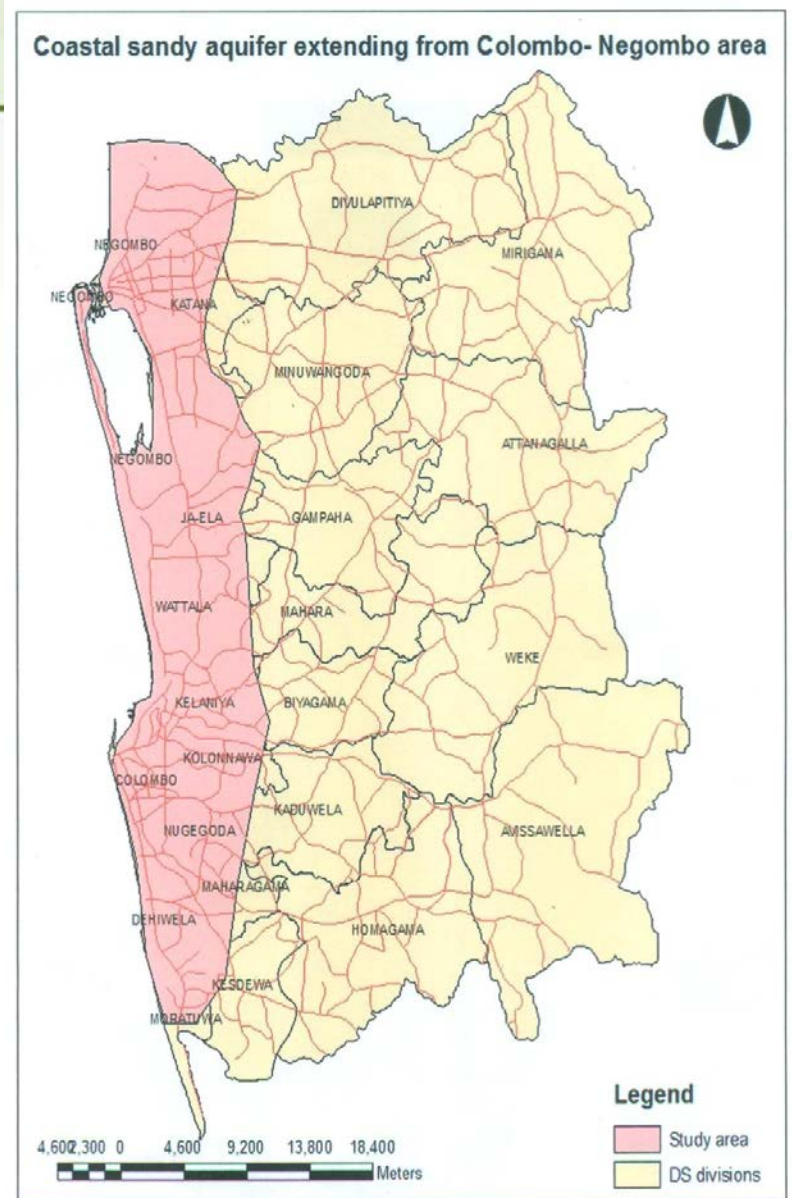 Coastal sandy aquifer extending from Colombo- Negombo area
DIVULAPITIYA
NEGOMBO
MIRIGAMA
NEGOMBO
KATANA
MINUWANGODA
ATTANAGALLA
NEGOMBO
JA-ELA
GAMPAHA
WATTALA
MAHARA
WEKE
KELANIYA
BIYAGAMA
KOLONNAWA
COLOMBO
KADUWELA
NUGEGODA
AVISSAWELLA
MAHARAGAMA
DEHIWELA
HOMAGAMA
KESDEWA
MORATUWA
Legend
Study area
DS divisions
4,600 2,300 0 4,600 9,200 13,800 18,400
Meters